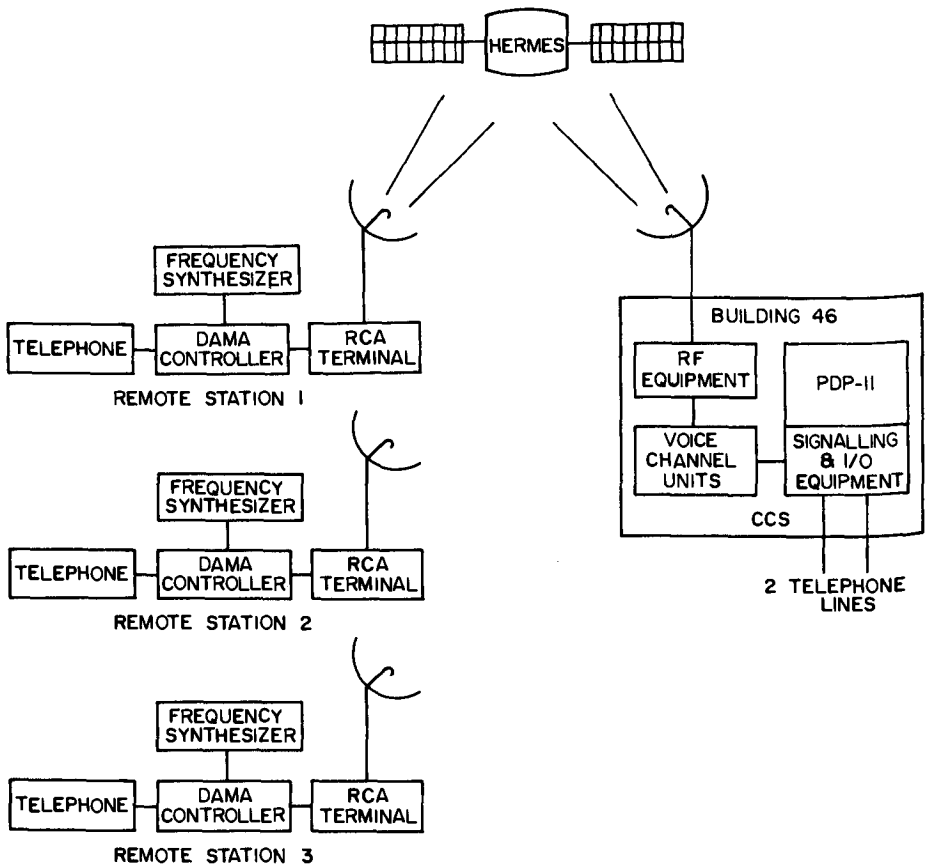 HERMES
FREQUENCY
SYNTHESIZER
TELEPHONE
DAMA
CONTROLLER
RCA
TERMINAL
REMOTE STATION 1
FREQUENCY
SYNTHESIZER
TELEPHONE
DAMA
CONTROLLER
RCA
TERMINAL
REMOTE STATION 2
FREQUENCY
SYNTHESIZER
TELEPHONE
DAMA
CONTROLLER
RCA
TERMINAL
REMOTE STATION 3
BUILDING 46
RF
EQUIPMENT
PDP-11
VOICE
CHANNEL
UNITS
SIGNALLING
& I/O
EQUIPMENT
CCS
2 TELEPHONE
LINES